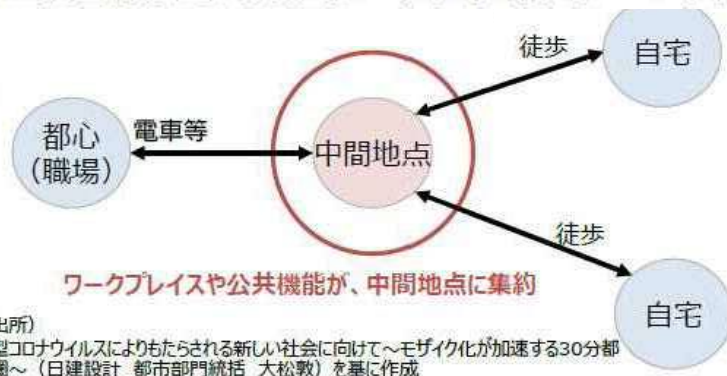 徒歩
自宅
都心
(職場)
電車等
中間地点
徒歩
ワークプレイスや公共機能が、中間地点に集約
自宅
出所)
型コロナウイルスによりもたらされる新しい社会に向けて~モザイク化が加速する30分都
圏~(日建設計 都市部門統括 大松敦)を基に作成